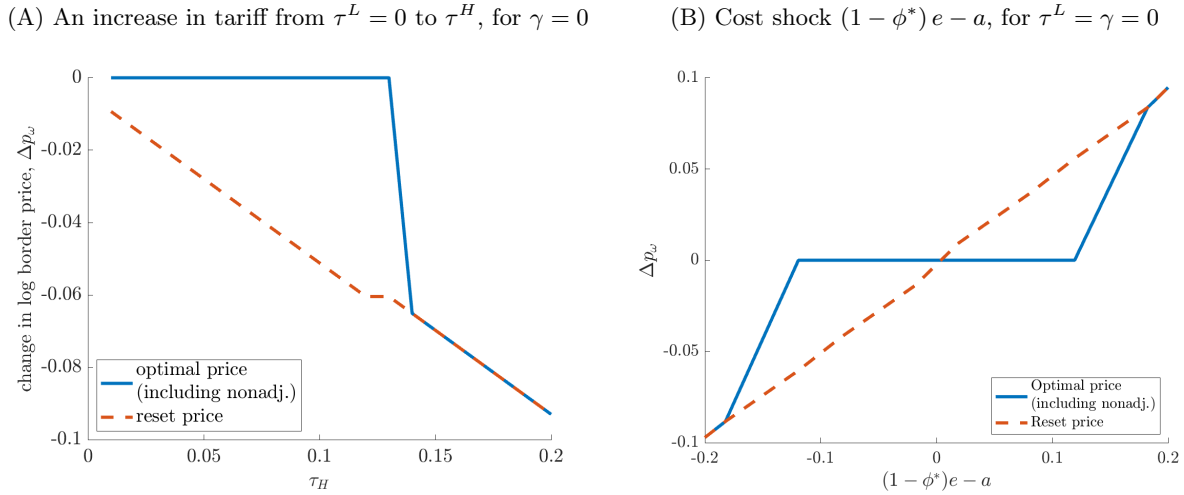 (A) An increase in tariff from τ^L = 0 to τ^H, for γ = 0
change in log border price, Δp_ω
0
-0.02
-0.04
-0.06
-0.08
-0.1
0
0.05
0.1
0.15
0.2
τ_H
optimal price
(including nonadj.)
reset price
(B) Cost shock (1 − ϕ*) e − a, for τ^L = γ = 0
Δp_ω
0.1
0.05
0
-0.05
-0.1
-0.2
-0.1
0
0.1
0.2
(1 − ϕ*)e − a
Optimal price
(including nonadj.)
Reset price